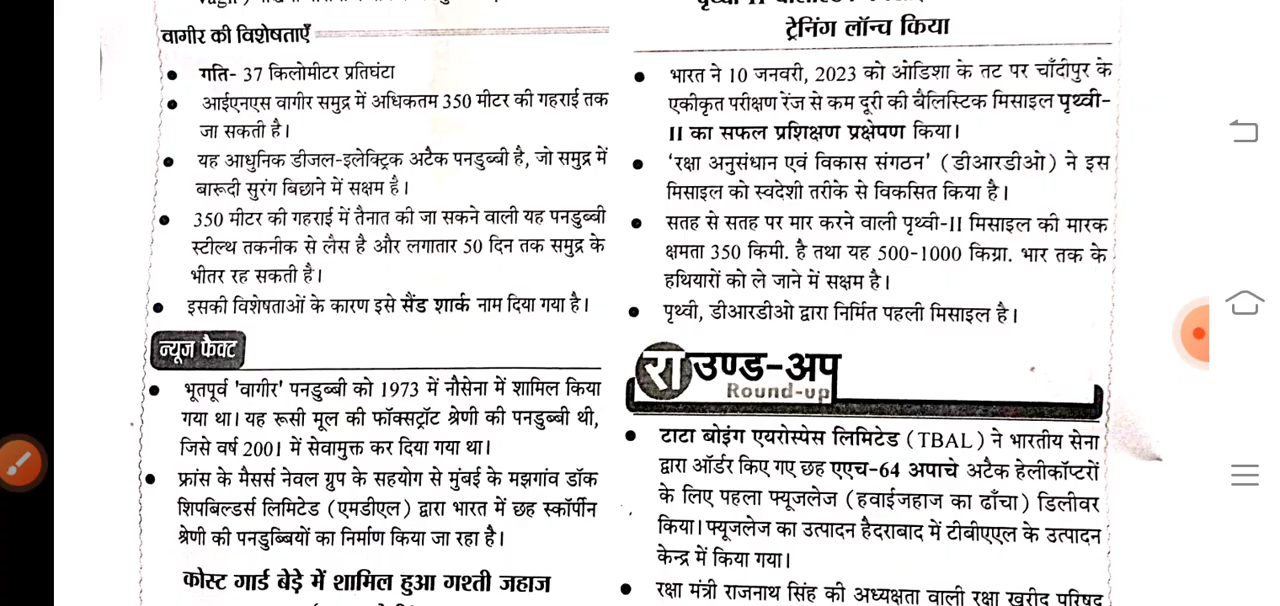 वागीर की विशेषताएँ
• गति- 37 किलोमीटर प्रतिघंटा
• आईएनएस वागीर समुद्र में अधिकतम 350 मीटर की गहराई तक
जा सकती है।
• यह आधुनिक डीजल-इलेक्ट्रिक अटैक पनडुब्बी है, जो समुद्र में
बारूदी सुरंग बिछाने में सक्षम है।
• 350 मीटर की गहराई में तैनात की जा सकने वाली यह पनडुब्बी
स्टील्थ तकनीक से लैस है और लगातार 50 दिन तक समुद्र के
भीतर रह सकती है।
• इसकी विशेषताओं के कारण इसे सैंड शार्क नाम दिया गया है।
न्यूज फैक्ट
• भूतपूर्व 'वागीर' पनडुब्बी को 1973 में नौसेना में शामिल किया
गया था। यह रूसी मूल की फॉक्सट्रॉट श्रेणी की पनडुब्बी थी,
जिसे वर्ष 2001 में सेवामुक्त कर दिया गया था।
• फ्रांस के मैसर्स नेवल ग्रुप के सहयोग से मुंबई के मझगांव डॉक
शिपबिल्डर्स लिमिटेड (एमडीएल) द्वारा भारत में छह स्कॉर्पीन
श्रेणी की पनडुब्बियों का निर्माण किया जा रहा है।
कोस्ट गार्ड बेड़े में शामिल हुआ गश्ती जहाज
ट्रेनिंग लॉन्च किया
• भारत ने 10 जनवरी, 2023 को ओडिशा के तट पर चाँदीपुर के
एकीकृत परीक्षण रेंज से कम दूरी की बैलिस्टिक मिसाइल पृथ्वी-
II का सफल प्रशिक्षण प्रक्षेपण किया।
• 'रक्षा अनुसंधान एवं विकास संगठन' (डीआरडीओ) ने इस
मिसाइल को स्वदेशी तरीके से विकसित किया है।
• सतह से सतह पर मार करने वाली पृथ्वी-II मिसाइल की मारक
क्षमता 350 किमी. है तथा यह 500-1000 किग्रा. भार तक के
हथियारों को ले जाने में सक्षम है।
• पृथ्वी, डीआरडीओ द्वारा निर्मित पहली मिसाइल है।
राउण्ड-अप
Round-up
• टाटा बोइंग एयरोस्पेस लिमिटेड (TBAL) ने भारतीय सेना
द्वारा ऑर्डर किए गए छह एएच-64 अपाचे अटैक हेलीकॉप्टरों
के लिए पहला फ्यूजलेज (हवाईजहाज का ढाँचा) डिलीवर
किया। फ्यूजलेज का उत्पादन हैदराबाद में टीबीएएल के उत्पादन
केन्द्र में किया गया।
• रक्षा मंत्री राजनाथ सिंह की अध्यक्षता वाली रक्षा खरीद परिषद